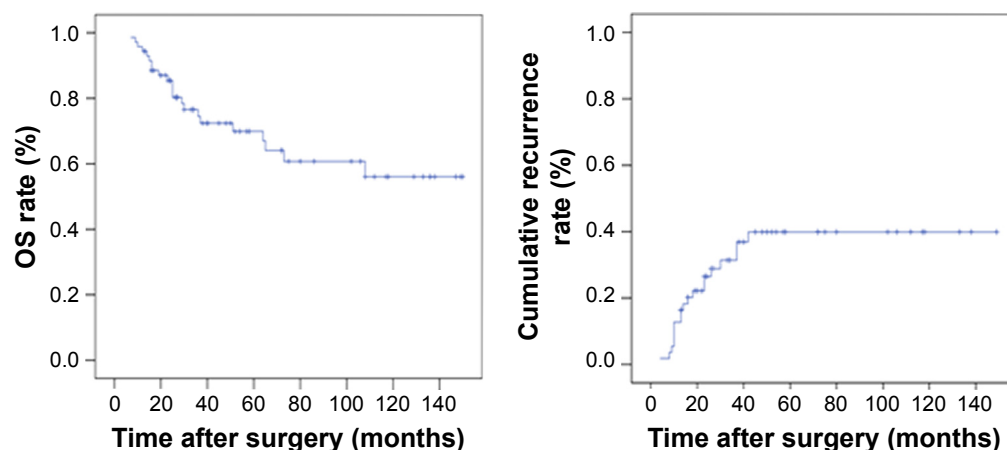 OS rate (%)
1.0
0.8
0.6
0.4
0.2
0.0
0 20 40 60 80 100 120 140
Time after surgery (months)
Cumulative recurrence
rate (%)
1.0
0.8
0.6
0.4
0.2
0.0
0 20 40 60 80 100 120 140
Time after surgery (months)